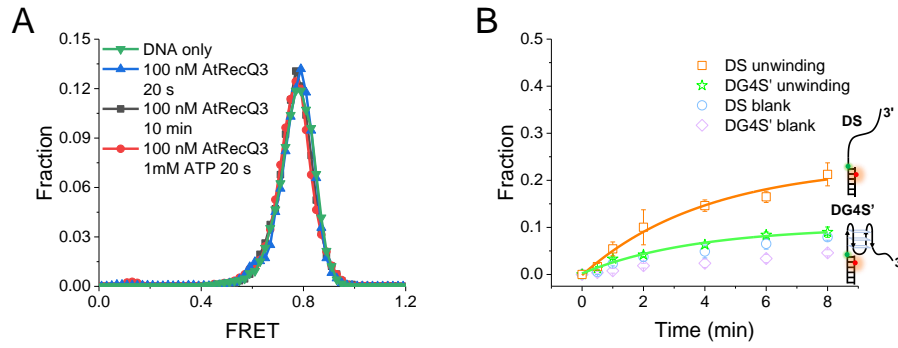 A
0.15
0.12
0.09
0.06
0.03
0.00
Fraction
0.0
0.4
0.8
1.2
FRET
DNA only
100 nM AtRecQ3
20 s
100 nM AtRecQ3
10 min
100 nM AtRecQ3
1mM ATP 20 s
B
0.5
0.4
0.3
0.2
0.1
0.0
Fraction
0
2
4
6
8
Time (min)
DS unwinding
DG4S' unwinding
DS blank
DG4S' blank
3'
DS
DG4S'
3'